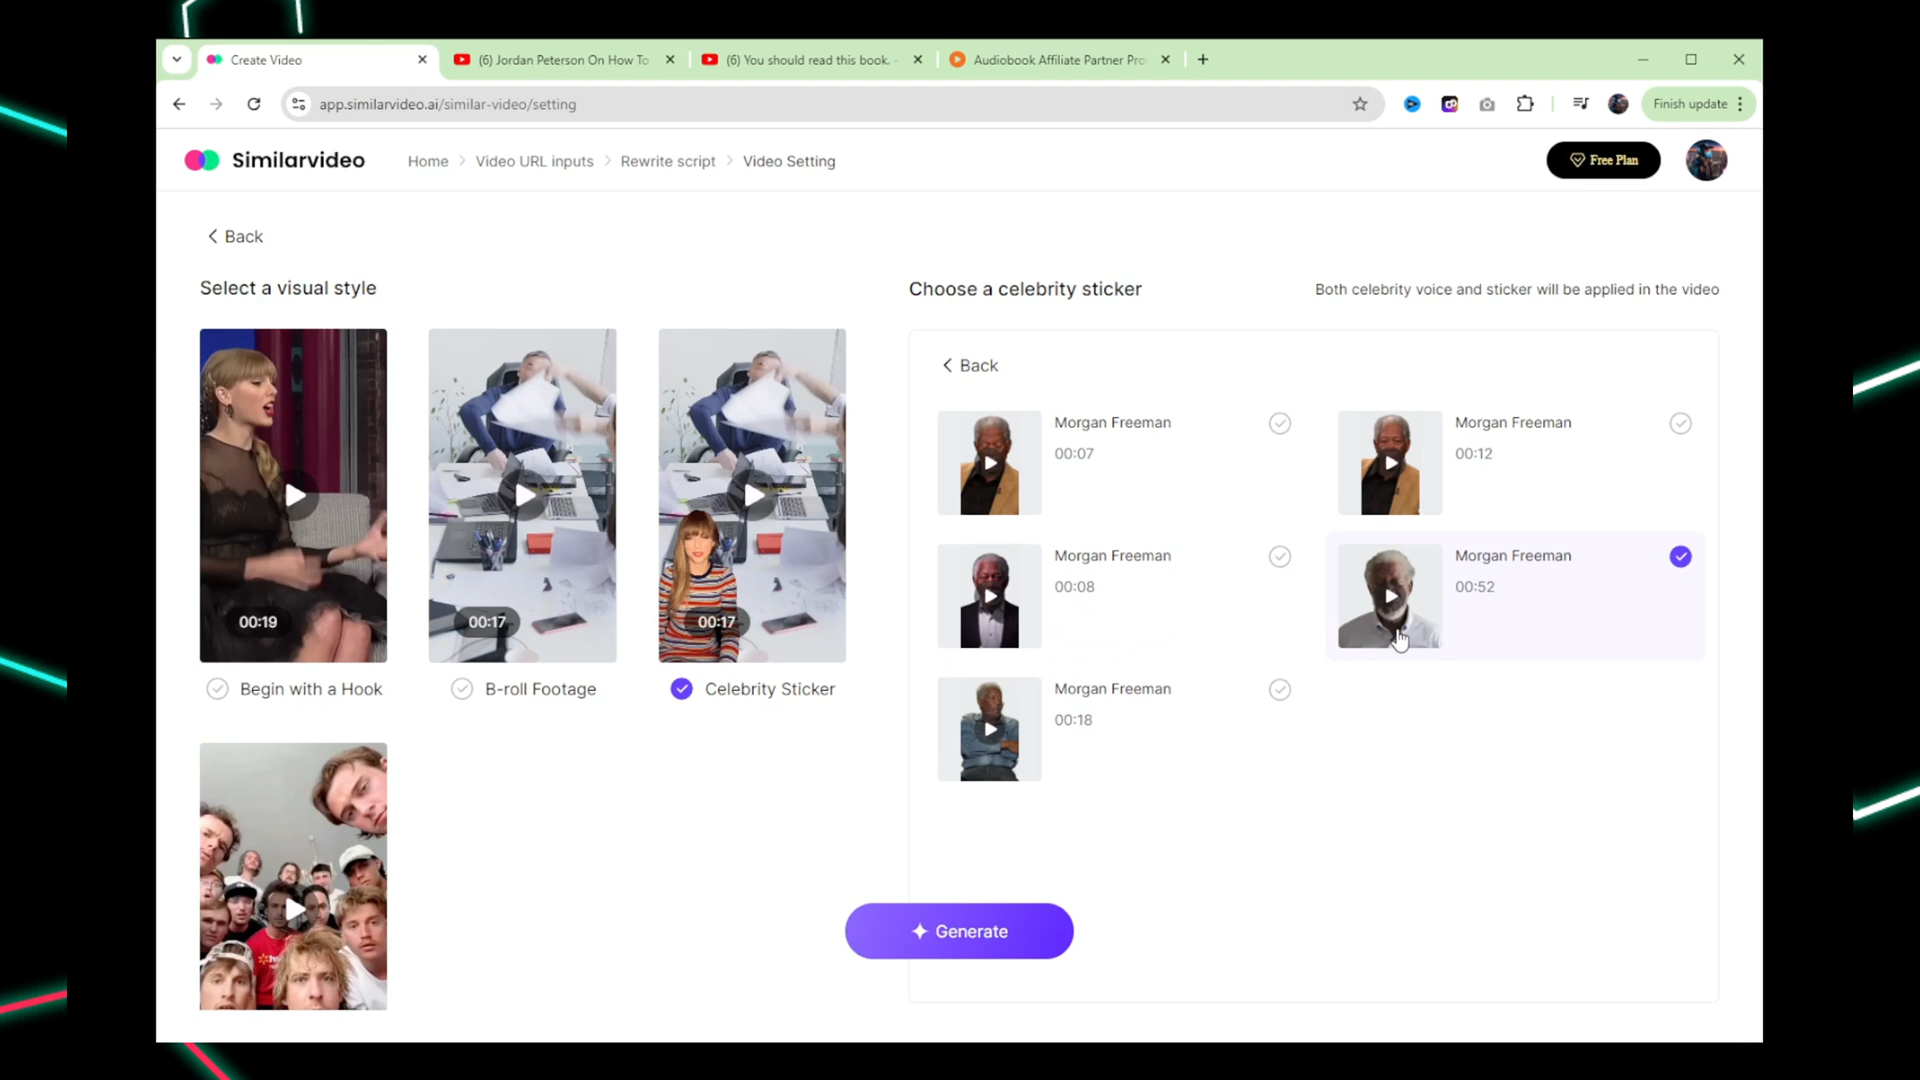 Create Video
(6) Jordan Peterson On How To
(6) You should read this book. -
Audiobook Affiliate Partner Pro
app.similarvideo.ai/similar-video/setting
Finish update
Similarvideo
Home > Video URL inputs > Rewrite script > Video Setting
Free Plan
Back
Select a visual style
Choose a celebrity sticker
Both celebrity voice and sticker will be applied in the video
00:19
00:17
00:17
Begin with a Hook
B-roll Footage
Celebrity Sticker
Back
Morgan Freeman
00:07
Morgan Freeman
00:12
Morgan Freeman
00:08
Morgan Freeman
00:52
Morgan Freeman
00:18
Generate